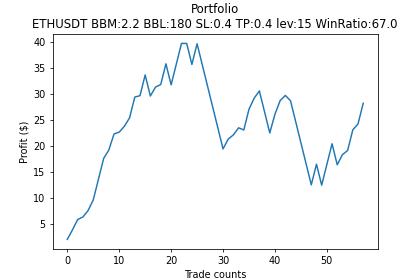 Portfolio
ETHUSDT BBM:2.2 BBL:180 SL:0.4 TP:0.4 lev:15 WinRatio:67.0
40
35
30
25
20
15
10
5
Profit ($)
0 10 20 30 40 50
Trade counts